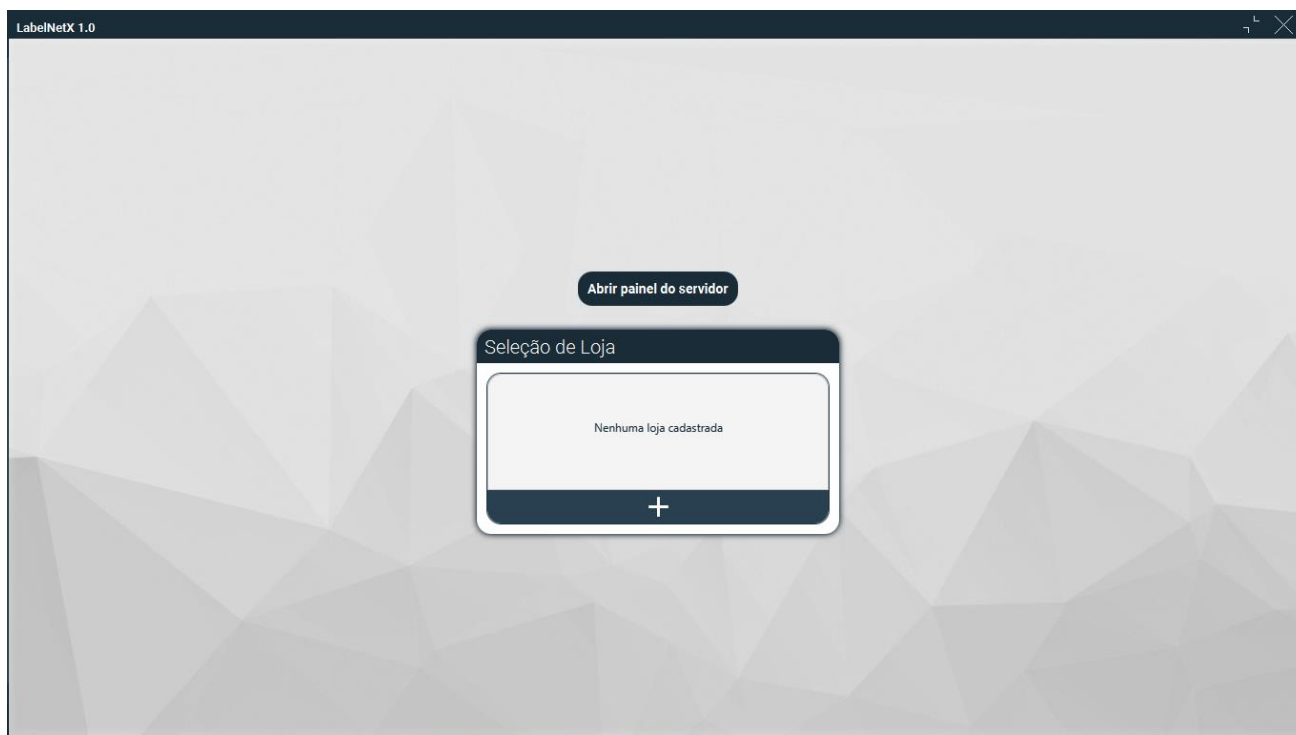 LabelNetX 1.0
Abrir painel do servidor
Seleção de Loja
Nenhuma loja cadastrada